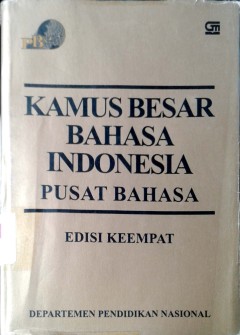 KAMUS BESAR
BAHASA
INDONESIA
PUSAT BAHASA
EDISI KEEMPAT
DEPARTEMEN PENDIDIKAN NASIONAL